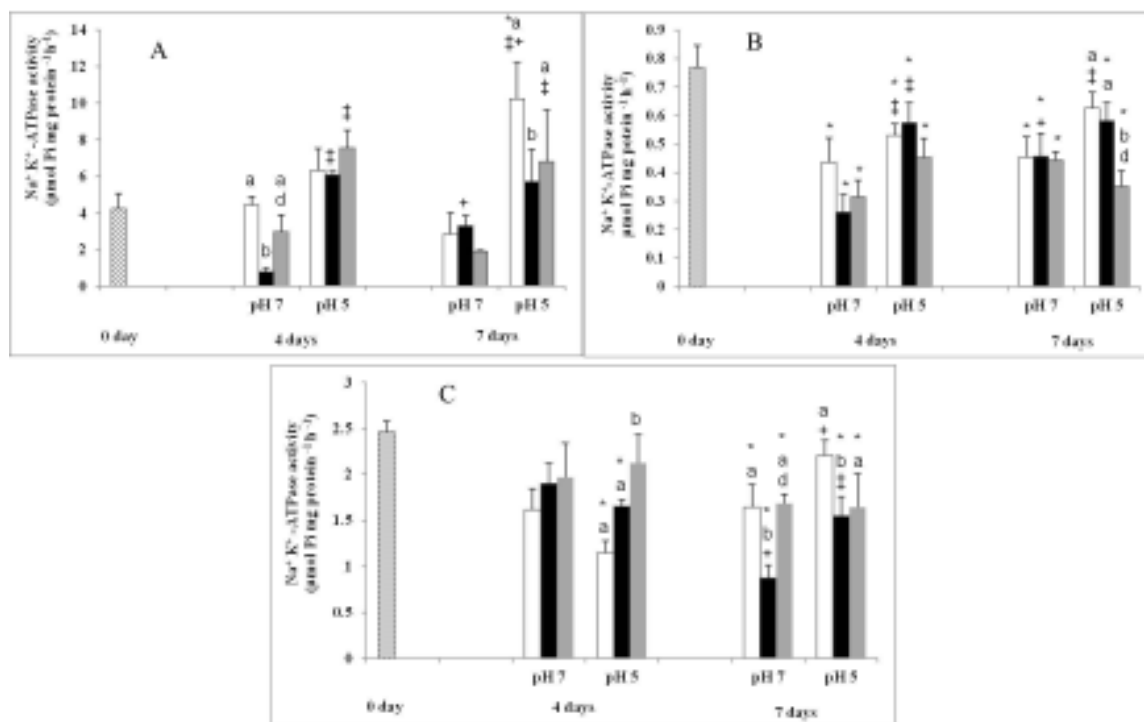 A
Na⁺ K⁺-ATPase activity
(μmol Pi mg protein⁻¹h⁻¹)
14
12
10
8
6
4
2
0
a
b
a
d
‡
‡
+
*a
‡+
b
a
‡
pH 7
pH 5
pH 7
pH 5
0 day
4 days
7 days
B
Na⁺ K⁺-ATPase activity
μmol Pi mg potein⁻¹h⁻¹)
0.9
0.8
0.7
0.6
0.5
0.4
0.3
0.2
0.1
0
*
*
*
*
‡
*
‡
*
*
*
+
*
a
‡
*
a
*
b
d
pH 7
pH 5
pH 7
pH 5
0 day
4 days
7 days
C
Na⁺ K⁺-ATPase activity
(μmol Pi mg protein⁻¹h⁻¹)
3
2.5
2
1.5
1
0.5
0
*
a
*
a
b
*
a
*
b
+
*
a
d
a
+
*
b
‡
*
a
pH 7
pH 5
pH 7
pH 5
0 day
4 days
7 days